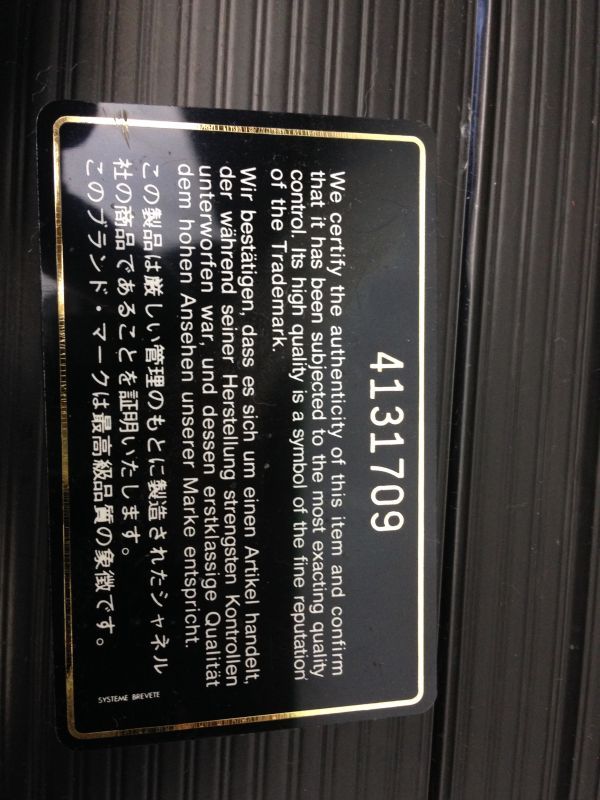 4131709
We certify the authenticity of this item and confirm
that it has been subjected to the most exacting quality
control. Its high quality is a symbol of the fine reputation
of the Trademark.
Wir bestätigen, dass es sich um einen Artikel handelt,
der während seiner Herstellung strengsten Kontrollen
unterworfen war, und dessen erstklassige Qualität
dem hohen Ansehen unserer Marke entspricht.
この製品は厳しい管理のもとに製造されたシャネル
社の商品であることを証明いたします。
このブランド・マークは最高級品質の象徴です。
SYSTEME BREVETE